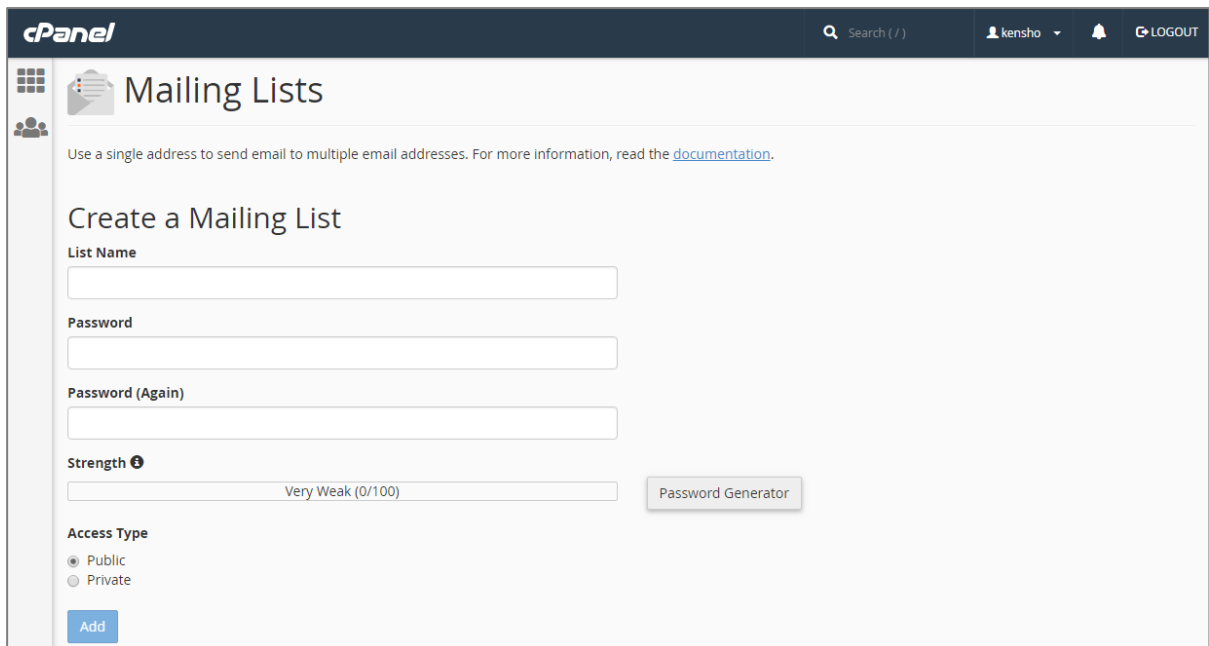 cPanel
Search ( / )
kensho
LOGOUT
Mailing Lists
Use a single address to send email to multiple email addresses. For more information, read the documentation.
Create a Mailing List
List Name
Password
Password (Again)
Strength
Very Weak (0/100)
Password Generator
Access Type
Public
Private
Add